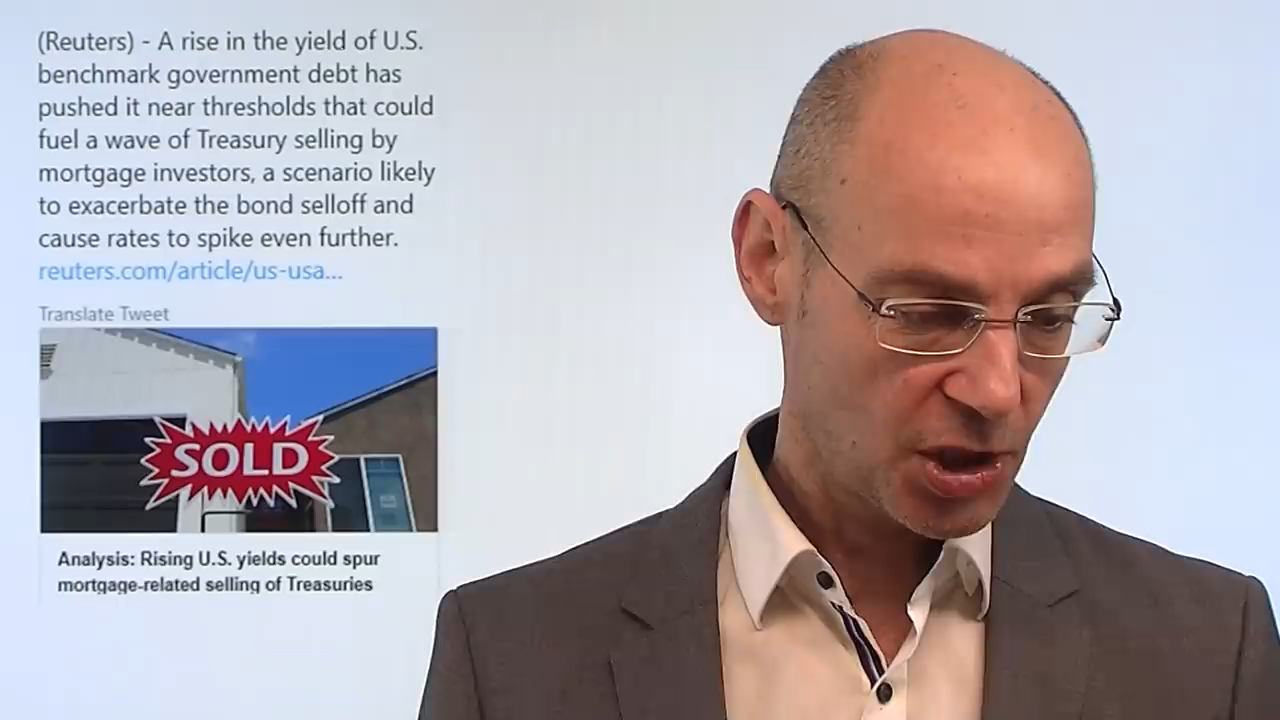 (Reuters) - A rise in the yield of U.S.
benchmark government debt has
pushed it near thresholds that could
fuel a wave of Treasury selling by
mortgage investors, a scenario likely
to exacerbate the bond selloff and
cause rates to spike even further.
reuters.com/article/us-usa...
Translate Tweet
SOLD
Analysis: Rising U.S. yields could spur
mortgage-related selling of Treasuries